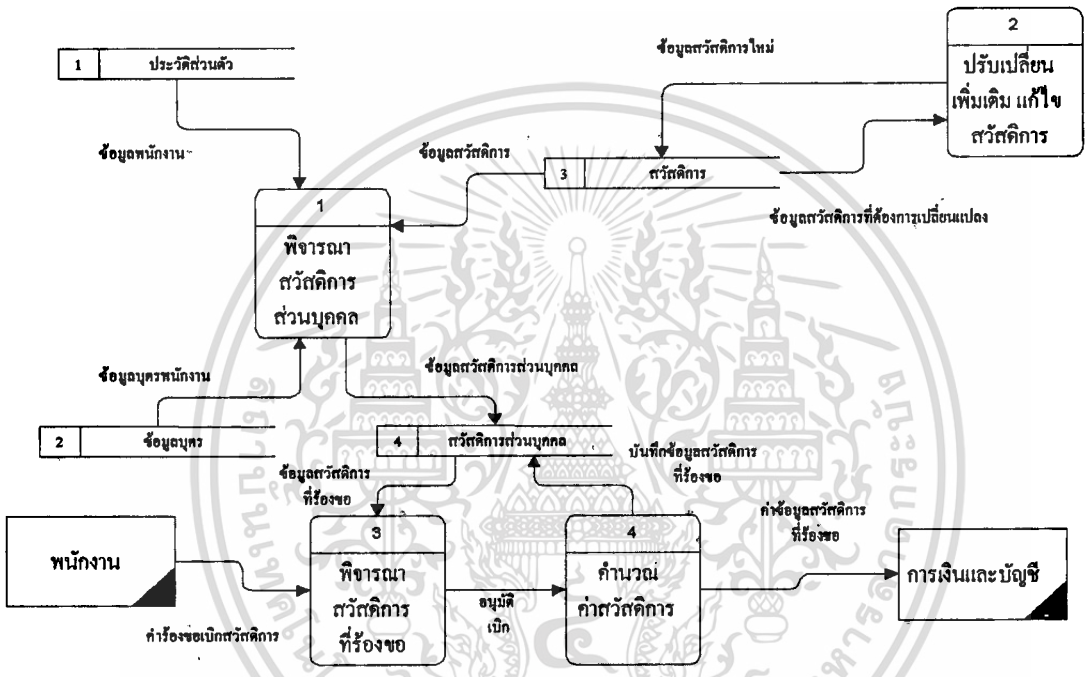 2
ปรับเปลี่ยน
เพิ่มเติม แก้ไข
สวัสดิการ
ข้อมูลสวัสดิการใหม่
1 ประวัติส่วนตัว
ข้อมูลพนักงาน
ข้อมูลสวัสดิการ
3 สวัสดิการ
ข้อมูลสวัสดิการที่ต้องการเปลี่ยนแปลง
1
พิจารณา
สวัสดิการ
ส่วนบุคคล
ข้อมูลบุตรพนักงาน
ข้อมูลสวัสดิการส่วนบุคคล
2 ข้อมูลบุตร
4 สวัสดิการส่วนบุคคล
ข้อมูลสวัสดิการ
ที่ร้องขอ
บันทึกข้อมูลสวัสดิการ
ที่ร้องขอ
ค่าข้อมูลสวัสดิการ
ที่ร้องขอ
พนักงาน
คำร้องขอเบิกสวัสดิการ
3
พิจารณา
สวัสดิการ
ที่ร้องขอ
อนุมัติ
เบิก
4
คำนวณ
ค่าสวัสดิการ
การเงินและบัญชี